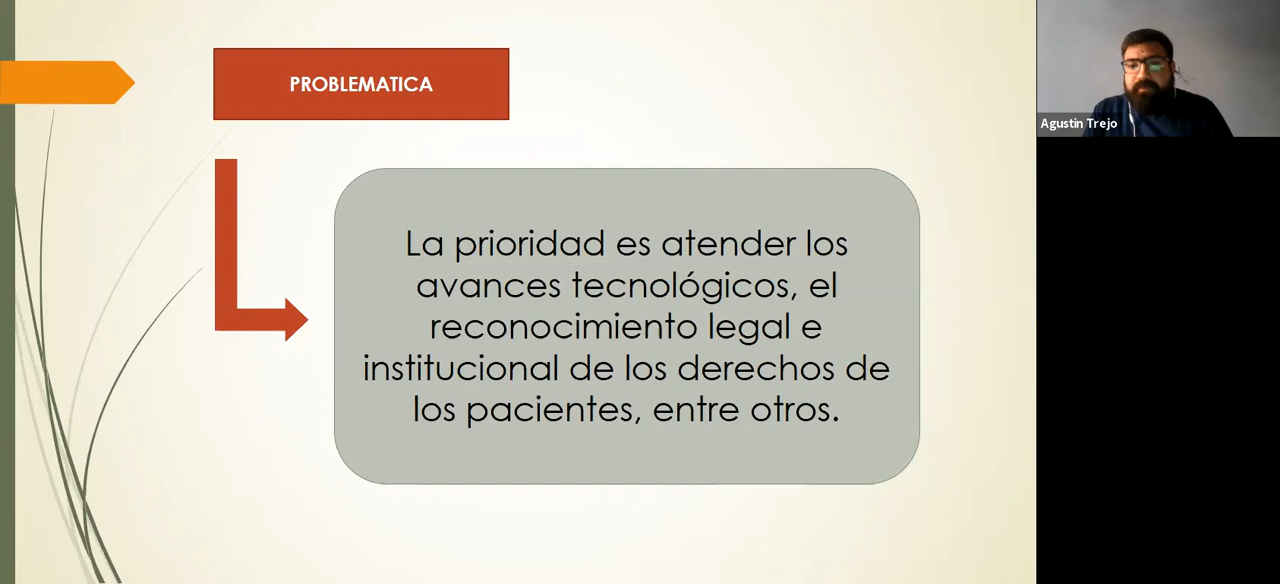 PROBLEMATICA
La prioridad es atender los
avances tecnológicos, el
reconocimiento legal e
institucional de los derechos de
los pacientes, entre otros.
Agustin Trejo